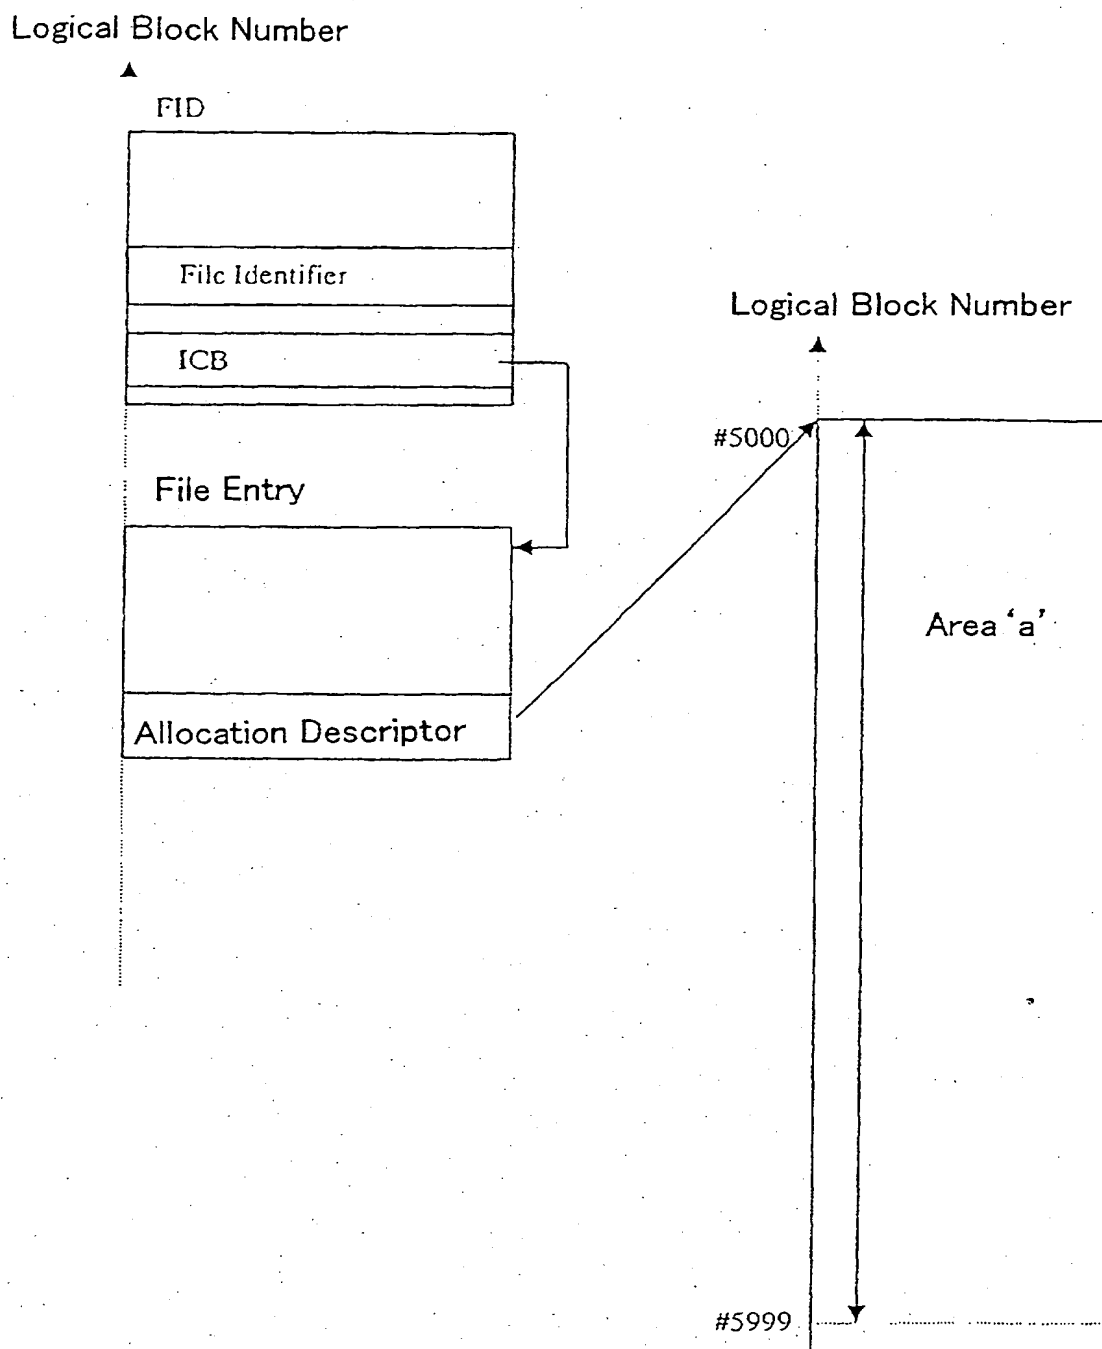 Logical Block Number
FID
File Identifier
ICB
File Entry
Allocation Descriptor
Logical Block Number
#5000
Area 'a'
#5999